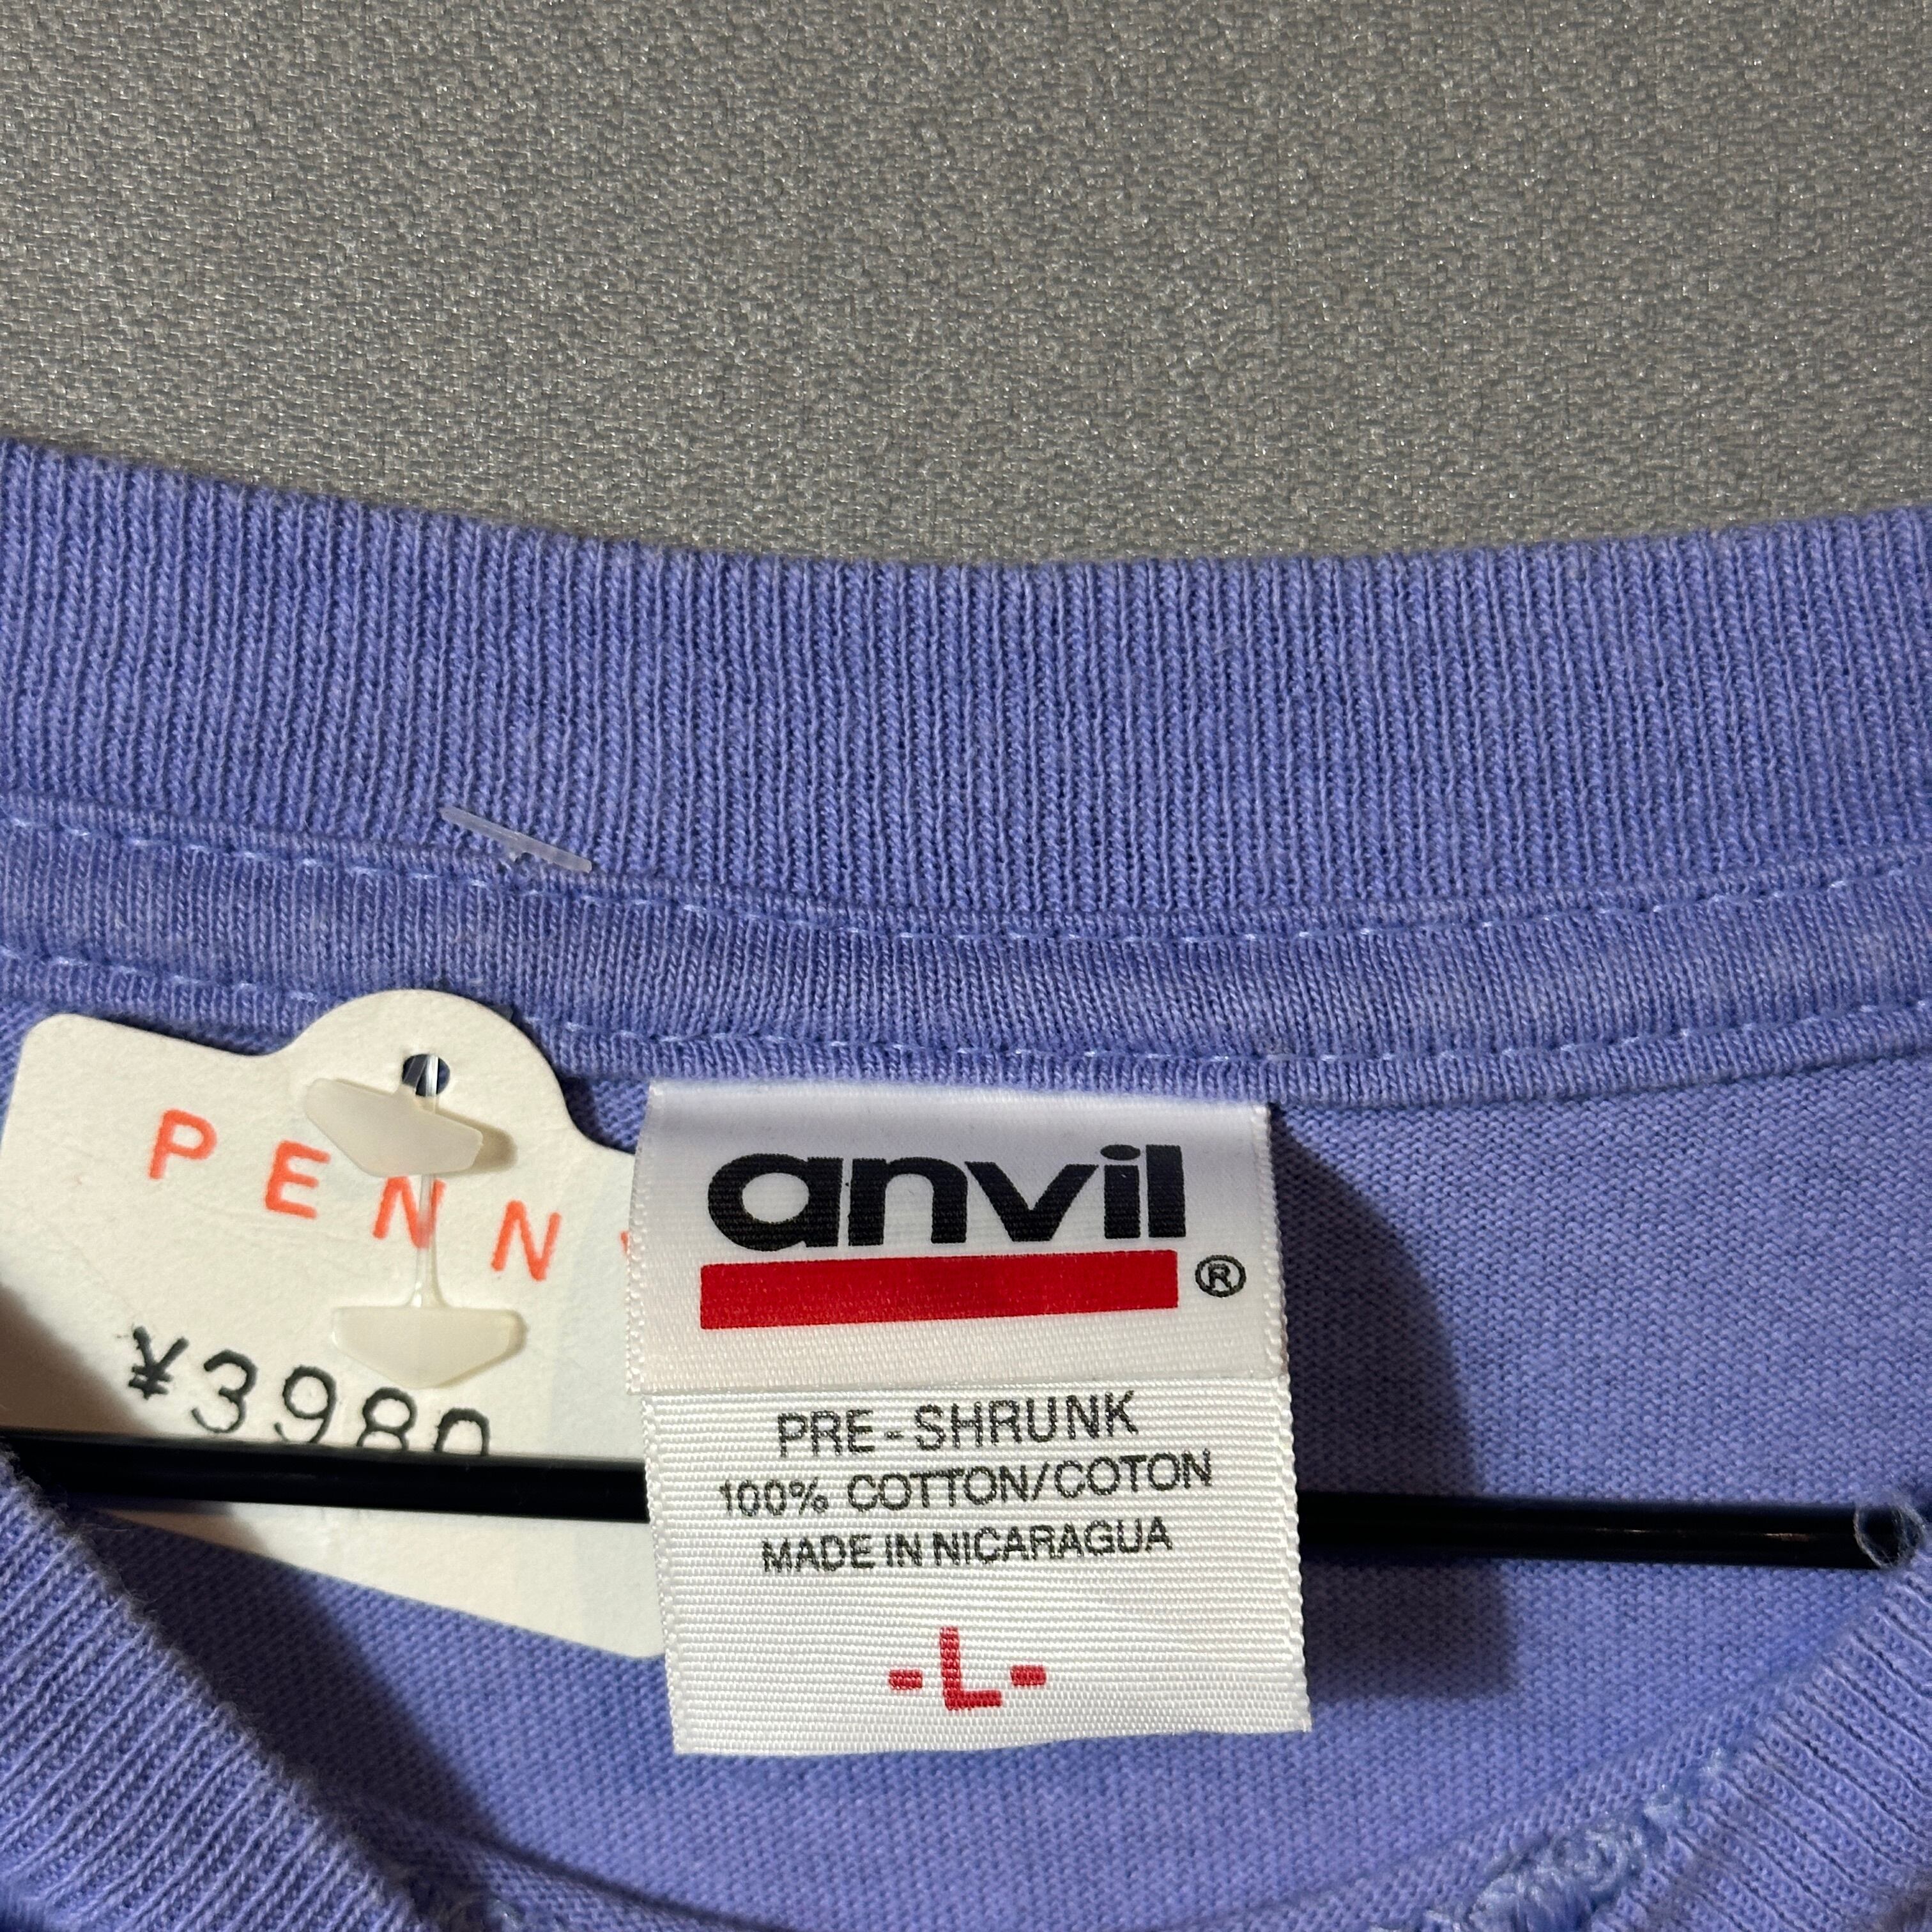 PENN
¥3980
anvil
®
PRE-SHRUNK
100% COTTON/COTON
MADE IN NICARAGUA
-L-